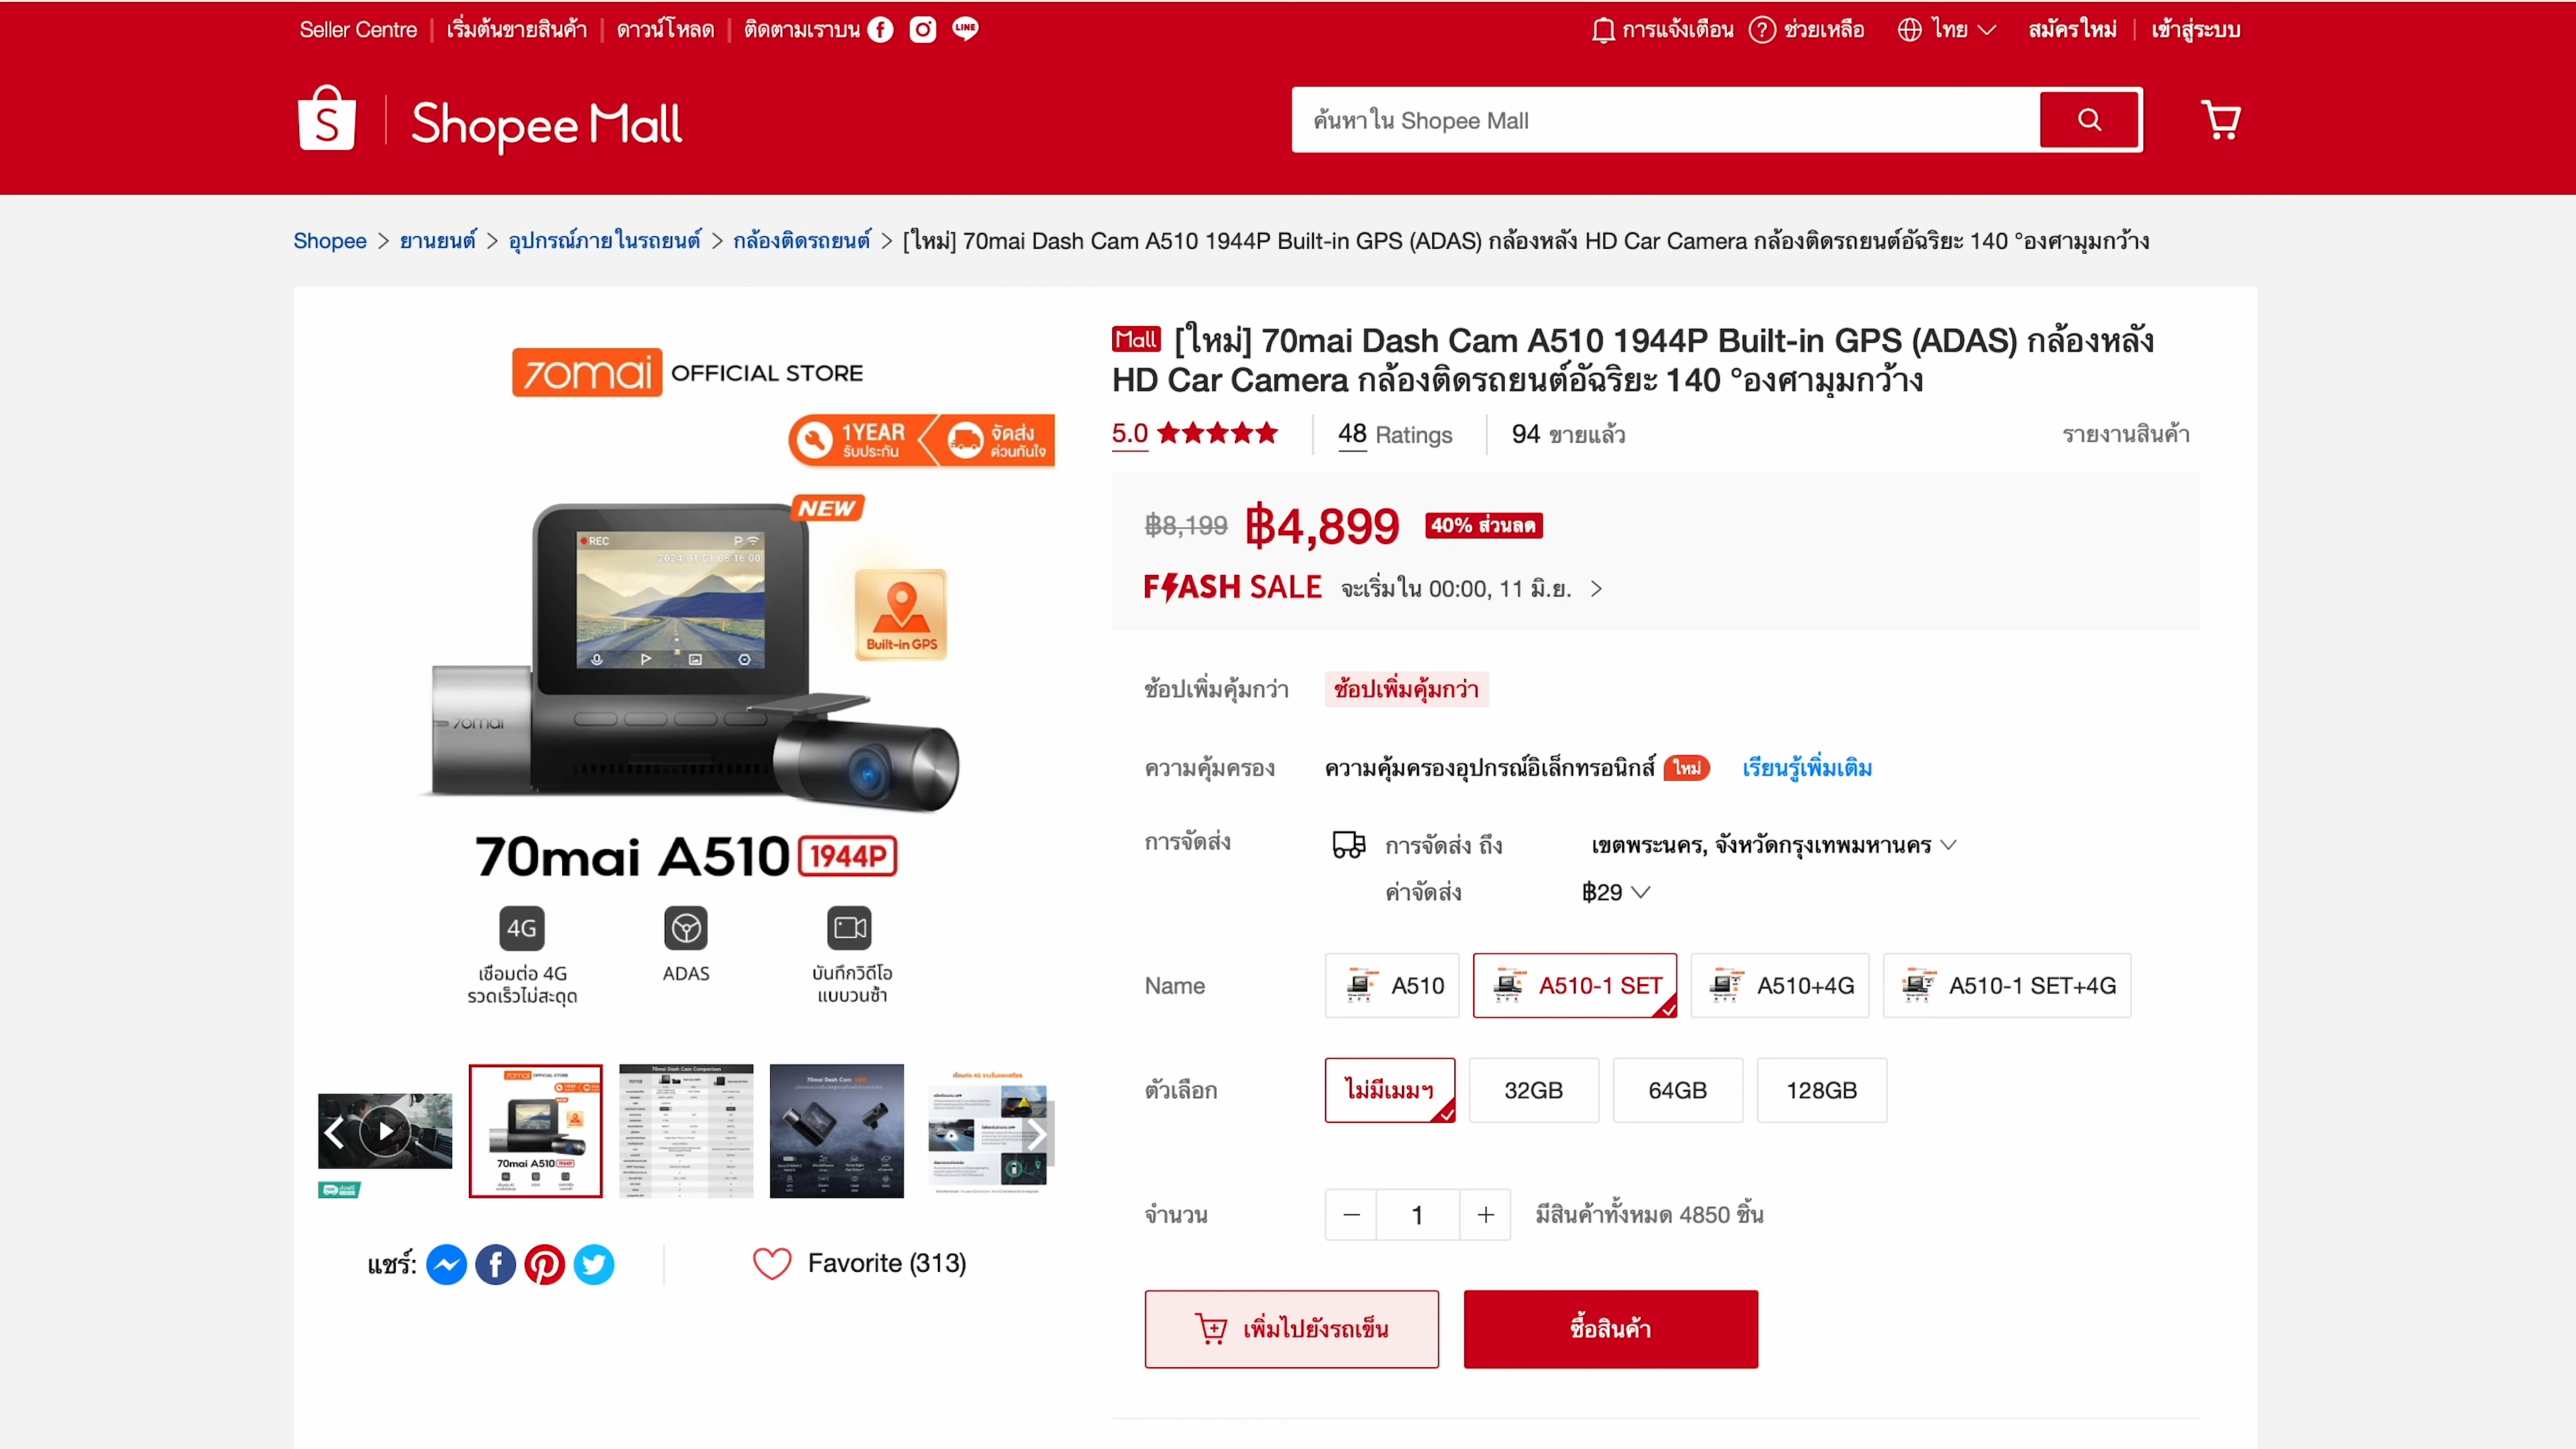 Seller Centre เริ่มต้นขายสินค้า ดาวน์โหลด ติดตามเราบน LINE
การแจ้งเตือน ช่วยเหลือ ไทย สมัครใหม่ เข้าสู่ระบบ
Shopee Mall
ค้นหาใน Shopee Mall
Shopee > ยานยนต์ > อุปกรณ์ภายในรถยนต์ > กล้องติดรถยนต์ > [ใหม่] 70mai Dash Cam A510 1944P Built-in GPS (ADAS) กล้องหลัง HD Car Camera กล้องติดรถยนต์อัฉริยะ 140 °องศามุมกว้าง
70mai OFFICIAL STORE
1YEAR
รับประกัน
จัดส่ง
ด่วนทันใจ
NEW
REC P
2024-01-01 08:16:00
Built-in GPS
70mai
70mai A510 1944P
4G
เชื่อมต่อ 4G
รวดเร็วไม่สะดุด
ADAS
บันทึกวิดีโอ
แบบวนซ้ำ
70mai Dash Cam Comparison
70mai A510 1944P
แชร์:
Favorite (313)
Mall [ใหม่] 70mai Dash Cam A510 1944P Built-in GPS (ADAS) กล้องหลัง
HD Car Camera กล้องติดรถยนต์อัฉริยะ 140 °องศามุมกว้าง
5.0 48 Ratings 94 ขายแล้ว รายงานสินค้า
฿8,199 ฿4,899 40% ส่วนลด
FLASH SALE จะเริ่มใน 00:00, 11 มิ.ย.
ช้อปเพิ่มคุ้มกว่า ช้อปเพิ่มคุ้มกว่า
ความคุ้มครอง ความคุ้มครองอุปกรณ์อิเล็กทรอนิกส์ ใหม่ เรียนรู้เพิ่มเติม
การจัดส่ง การจัดส่ง ถึง เขตพระนคร, จังหวัดกรุงเทพมหานคร
ค่าจัดส่ง ฿29
Name A510 A510-1 SET A510+4G A510-1 SET+4G
ตัวเลือก ไม่มีเมมฯ 32GB 64GB 128GB
จำนวน 1 มีสินค้าทั้งหมด 4850 ชิ้น
เพิ่มไปยังรถเข็น ซื้อสินค้า